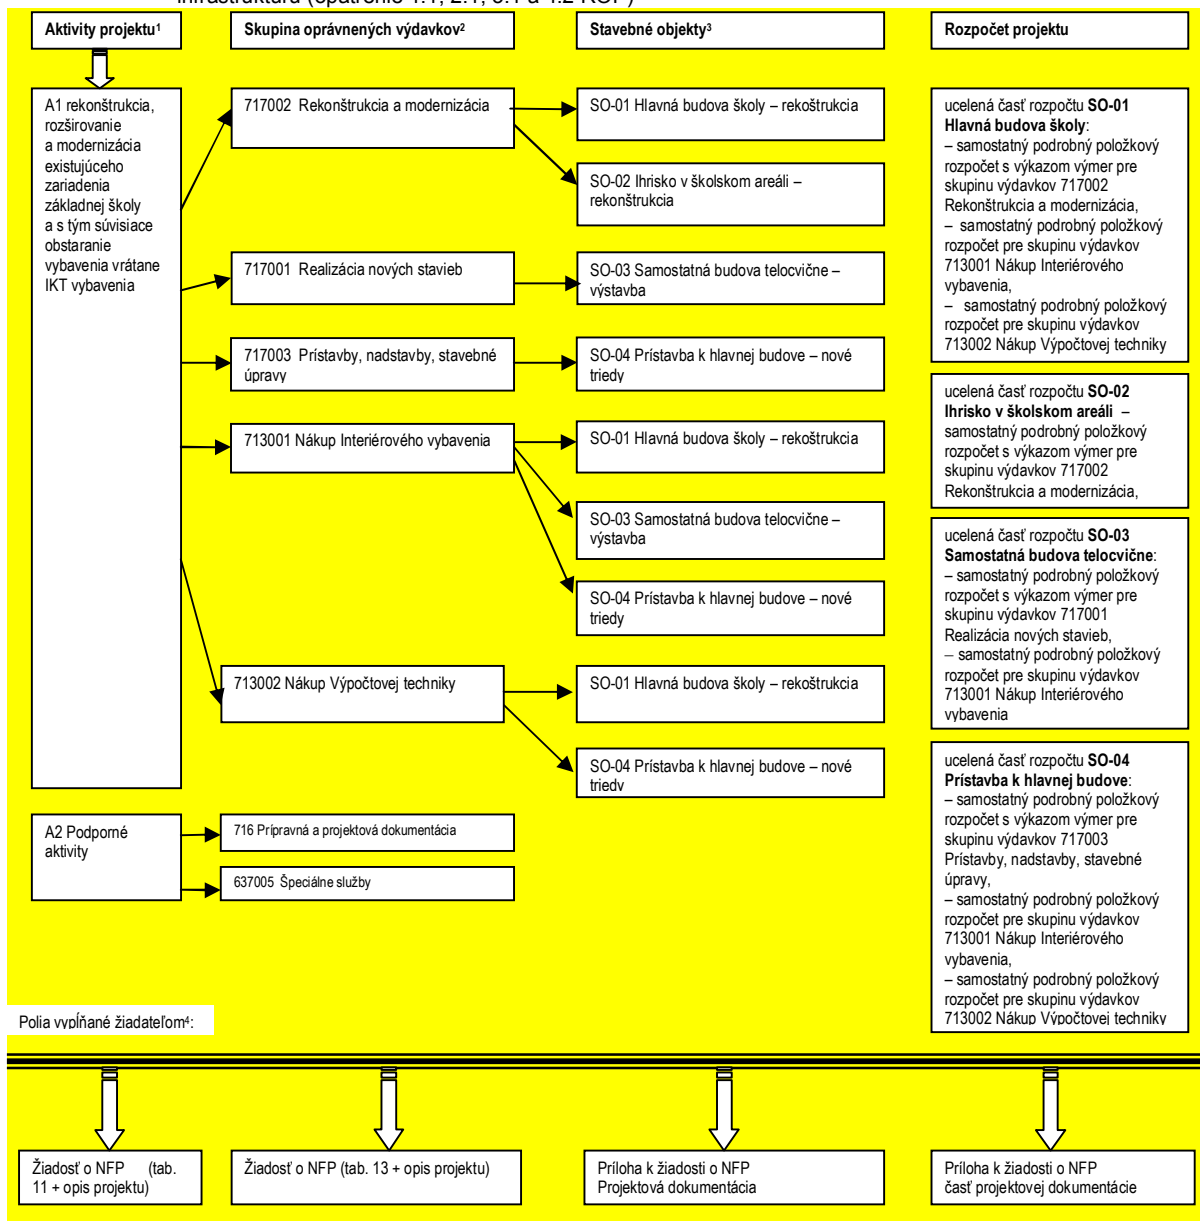 infraštruktúru (opatrenie 1.1, 2.1, 3.1 a 4.2 ROP)
Aktivity projektu¹
Skupina oprávnených výdavkov²
Stavebné objekty³
Rozpočet projektu
A1 rekonštrukcia,
rozširovanie
a modernizácia
existujúceho
zariadenia
základnej školy
a s tým súvisiace
obstaranie
vybavenia vrátane
IKT vybavenia
717002 Rekonštrukcia a modernizácia
717001 Realizácia nových stavieb
717003 Prístavby, nadstavby, stavebné
úpravy
713001 Nákup Interiérového vybavenia
713002 Nákup Výpočtovej techniky
SO-01 Hlavná budova školy – rekoštrukcia
SO-02 Ihrisko v školskom areáli –
rekonštrukcia
SO-03 Samostatná budova telocvične –
výstavba
SO-04 Prístavba k hlavnej budove – nové
triedy
SO-01 Hlavná budova školy – rekoštrukcia
SO-03 Samostatná budova telocvične –
výstavba
SO-04 Prístavba k hlavnej budove – nové
triedy
SO-01 Hlavná budova školy – rekoštrukcia
SO-04 Prístavba k hlavnej budove – nové
triedy
ucelená časť rozpočtu SO-01
Hlavná budova školy:
– samostatný podrobný položkový
rozpočet s výkazom výmer pre
skupinu výdavkov 717002
Rekonštrukcia a modernizácia,
– samostatný podrobný položkový
rozpočet pre skupinu výdavkov
713001 Nákup Interiérového
vybavenia,
– samostatný podrobný položkový
rozpočet pre skupinu výdavkov
713002 Nákup Výpočtovej techniky
ucelená časť rozpočtu SO-02
Ihrisko v školskom areáli –
samostatný podrobný položkový
rozpočet s výkazom výmer pre
skupinu výdavkov 717002
Rekonštrukcia a modernizácia,
ucelená časť rozpočtu SO-03
Samostatná budova telocvične:
– samostatný podrobný položkový
rozpočet s výkazom výmer pre
skupinu výdavkov 717001
Realizácia nových stavieb,
– samostatný podrobný položkový
rozpočet pre skupinu výdavkov
713001 Nákup Interiérového
vybavenia
ucelená časť rozpočtu SO-04
Prístavba k hlavnej budove:
– samostatný podrobný položkový
rozpočet s výkazom výmer pre
skupinu výdavkov 717003
Prístavby, nadstavby, stavebné
úpravy,
– samostatný podrobný položkový
rozpočet pre skupinu výdavkov
713001 Nákup Interiérového
vybavenia,
– samostatný podrobný položkový
rozpočet pre skupinu výdavkov
713002 Nákup Výpočtovej techniky
A2 Podporné
aktivity
716 Prípravná a projektová dokumentácia
637005 Špeciálne služby
Polia vypĺňané žiadateľom⁴:
Žiadosť o NFP (tab.
11 + opis projektu)
Žiadosť o NFP (tab. 13 + opis projektu)
Príloha k žiadosti o NFP
Projektová dokumentácia
Príloha k žiadosti o NFP
časť projektovej dokumentácie